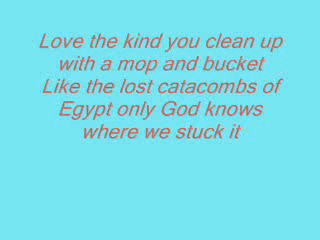 Love the kind you clean up
with a mop and bucket
Like the lost catacombs of
Egypt only God knows
where we stuck it